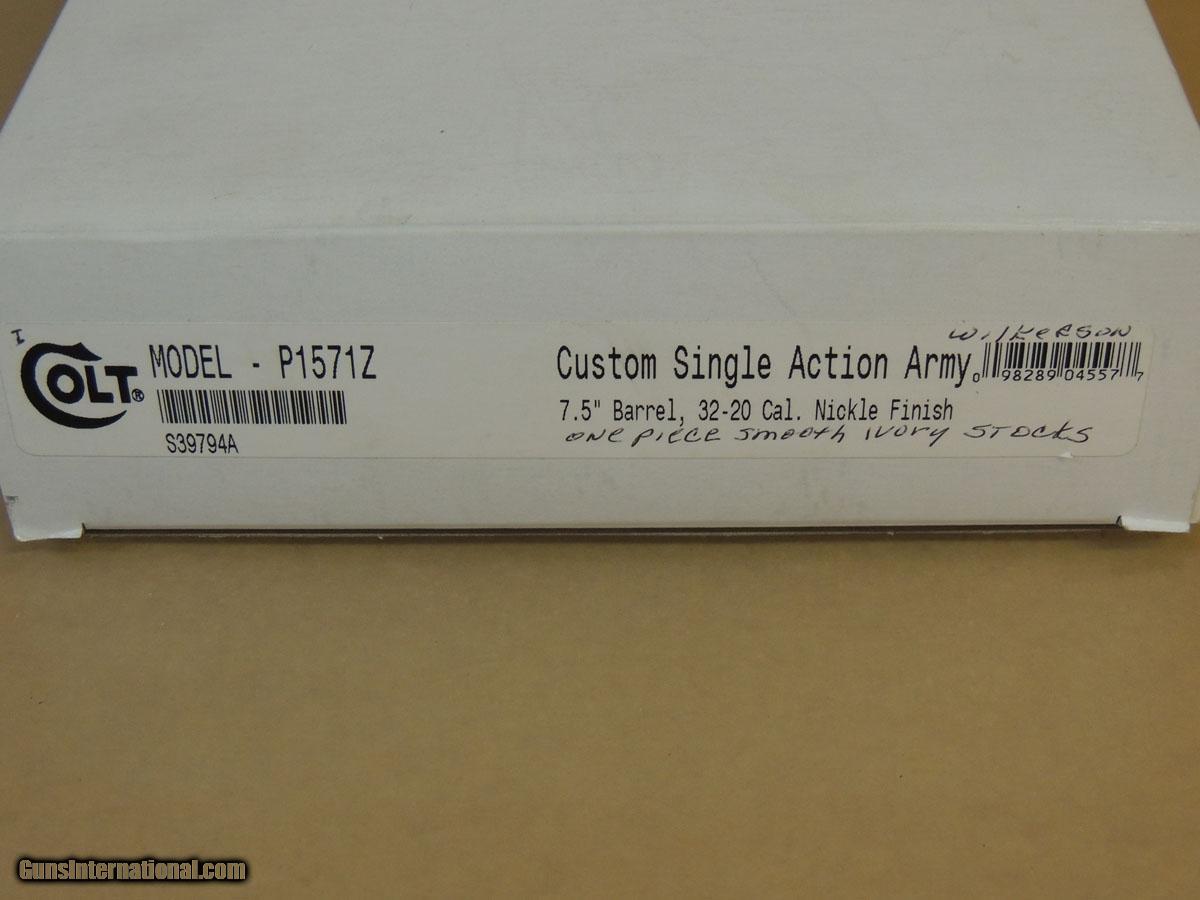 I
Wilkerson
COLT®
MODEL - P1571Z
S39794A
Custom Single Action Army
0 98289 04557 7
7.5" Barrel, 32-20 Cal. Nickle Finish
one piece smooth ivory stocks
GunsInternational.com